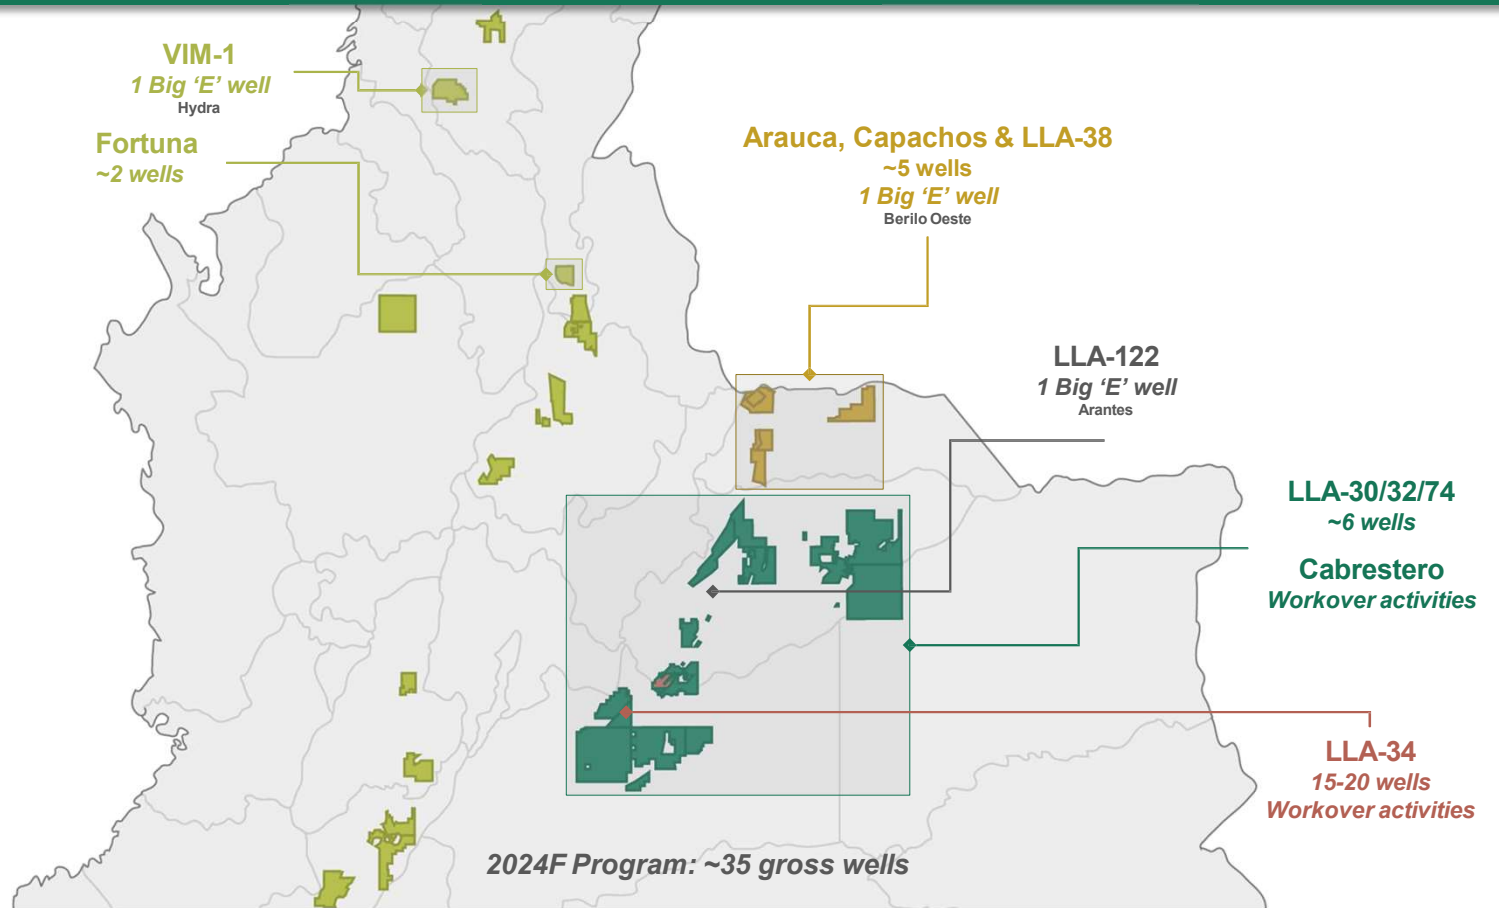 VIM-1
1 Big ‘E’ well
Hydra
Fortuna
~2 wells
Arauca, Capachos & LLA-38
~5 wells
1 Big ‘E’ well
Berilo Oeste
LLA-122
1 Big ‘E’ well
Arantes
LLA-30/32/74
~6 wells
Cabrestero
Workover activities
LLA-34
15-20 wells
Workover activities
2024F Program: ~35 gross wells